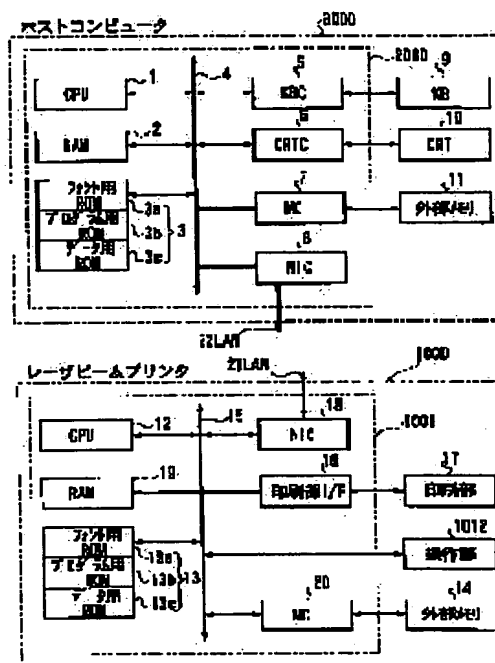 ホストコンピュータ
2000
1
4
5
2080
9
CPU
KBC
KB
2
6
10
RAM
CRTC
CRT
フォント用
ROM
3a
7
11
プログラム用
ROM
3b
3
MC
外部メモリ
データ用
ROM
3c
8
NIC
21LAN
レーザビームプリンタ
21LAN
1000
12
15
18
1001
CPU
NIC
19
16
17
RAM
印刷部I/F
印刷部
フォント用
ROM
13a
1012
プログラム用
ROM
13b
13
操作部
データ用
ROM
13c
20
14
MC
外部メモリ